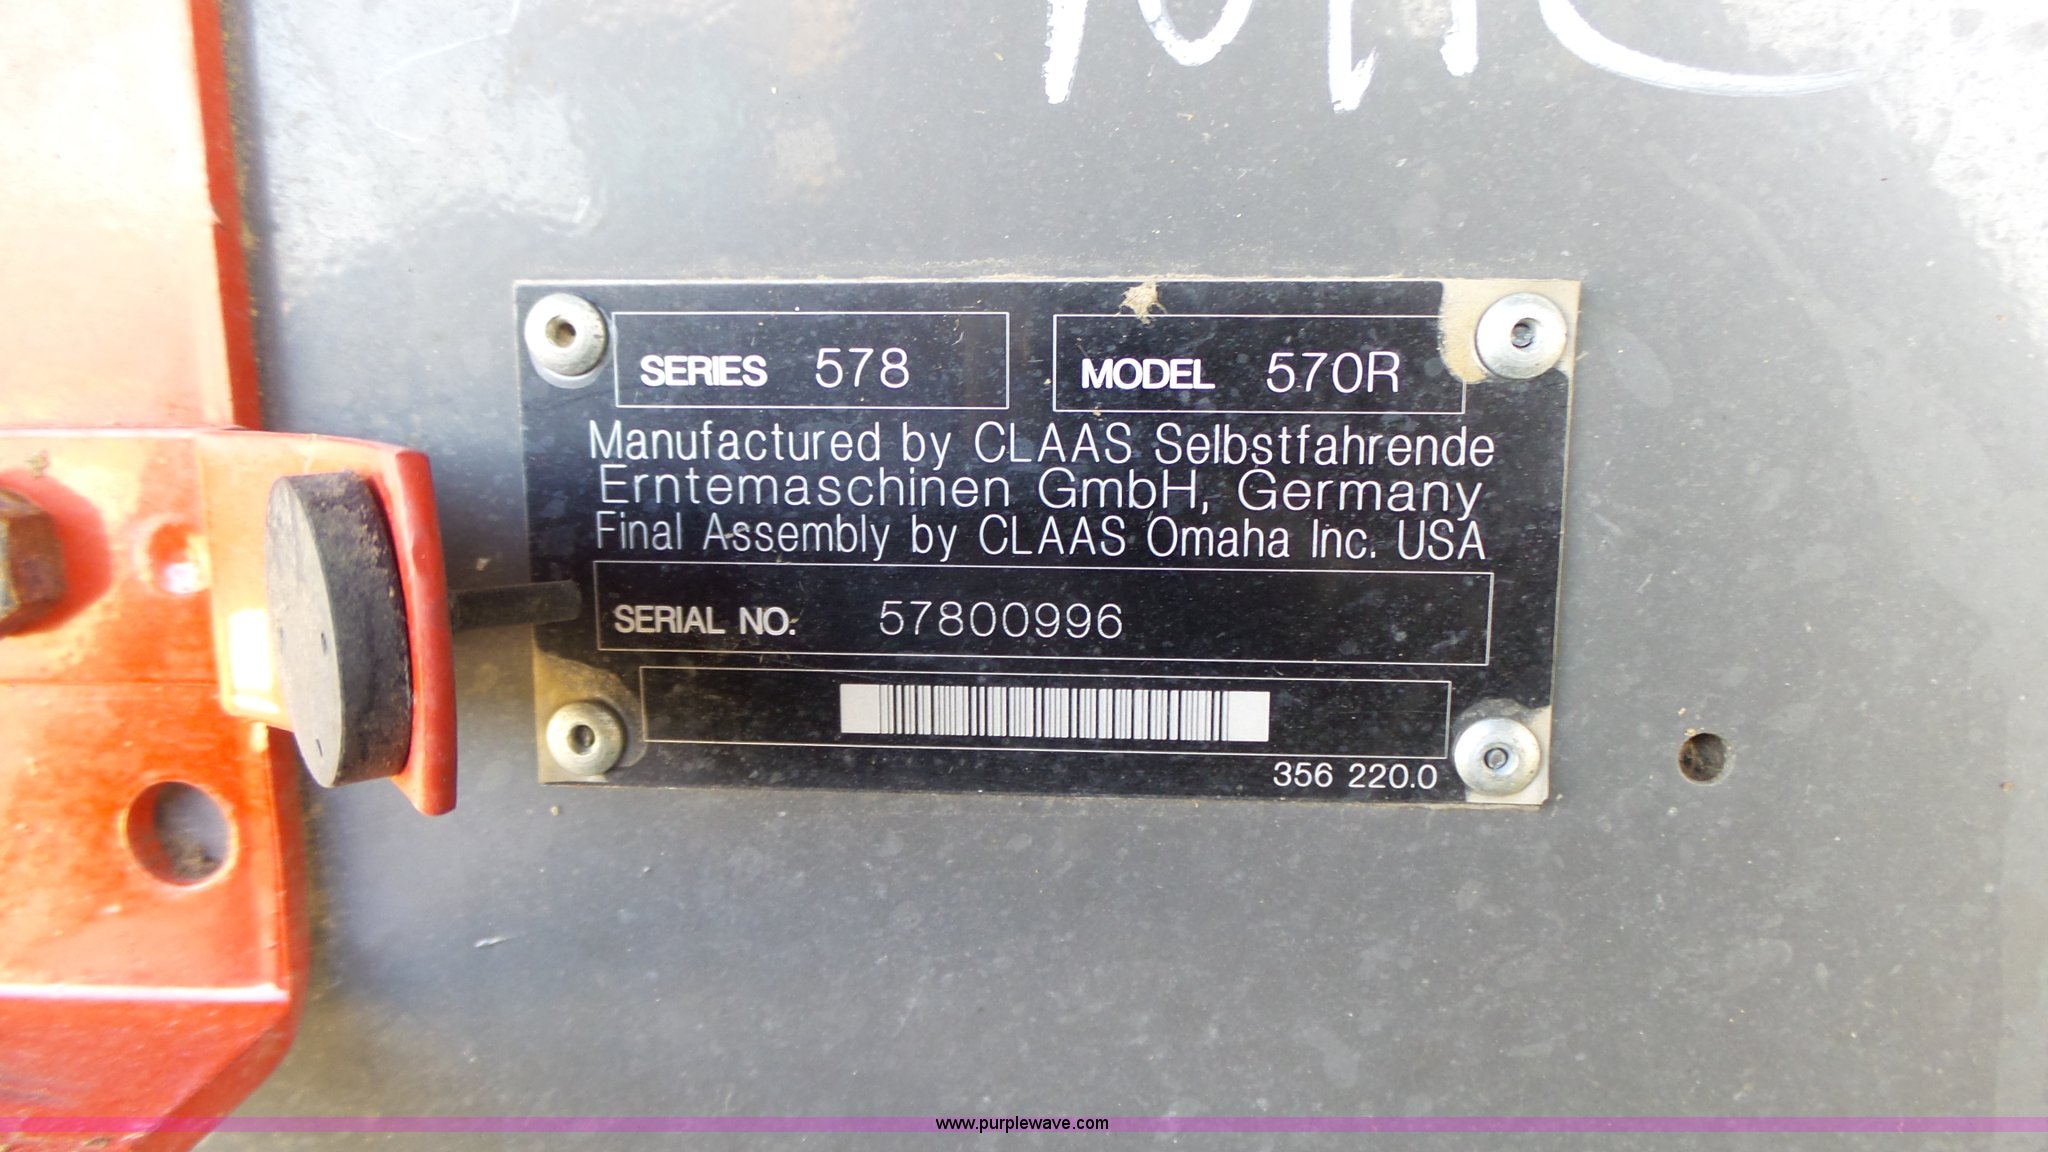 SERIES 578 MODEL 570R
Manufactured by CLAAS Selbstfahrende
Erntemaschinen GmbH, Germany
Final Assembly by CLAAS Omaha Inc. USA
SERIAL NO. 57800996
356 220.0
www.purplewave.com